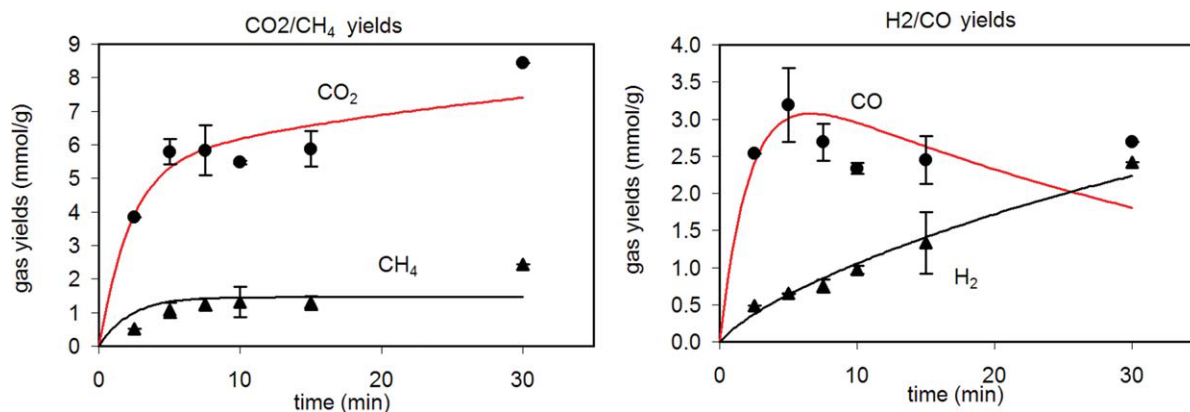 CO2/CH₄ yields
gas yields (mmol/g)
9
8
7
6
5
4
3
2
1
0
CO₂
CH₄
0
10
20
30
time (min)
H2/CO yields
gas yields (mmol/g)
4.0
3.5
3.0
2.5
2.0
1.5
1.0
0.5
0.0
CO
H₂
0
10
20
30
time (min)